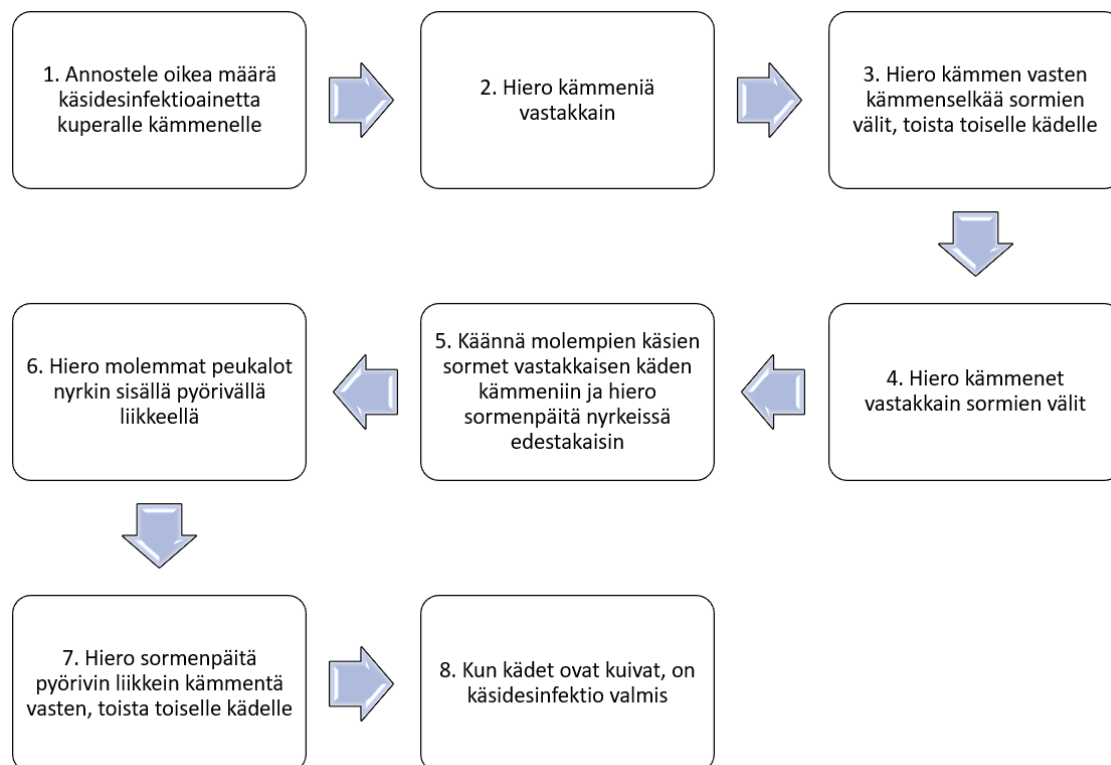 1. Annostele oikea määrä
käsidesinfektioainetta
kuperalle kämmenelle
2. Hiero kämmeniä
vastakkain
3. Hiero kämmen vasten
kämmenselkää sormien
välit, toista toiselle kädelle
4. Hiero kämmenet
vastakkain sormien välit
5. Käännä molempien käsien
sormet vastakkaisen käden
kämmeniin ja hiero
sormenpäitä nyrkeissä
edestakaisin
6. Hiero molemmat peukalot
nyrkin sisällä pyörivällä
liikkeellä
7. Hiero sormenpäitä
pyörivin liikkein kämmentä
vasten, toista toiselle kädelle
8. Kun kädet ovat kuivat, on
käsidesinfektio valmis